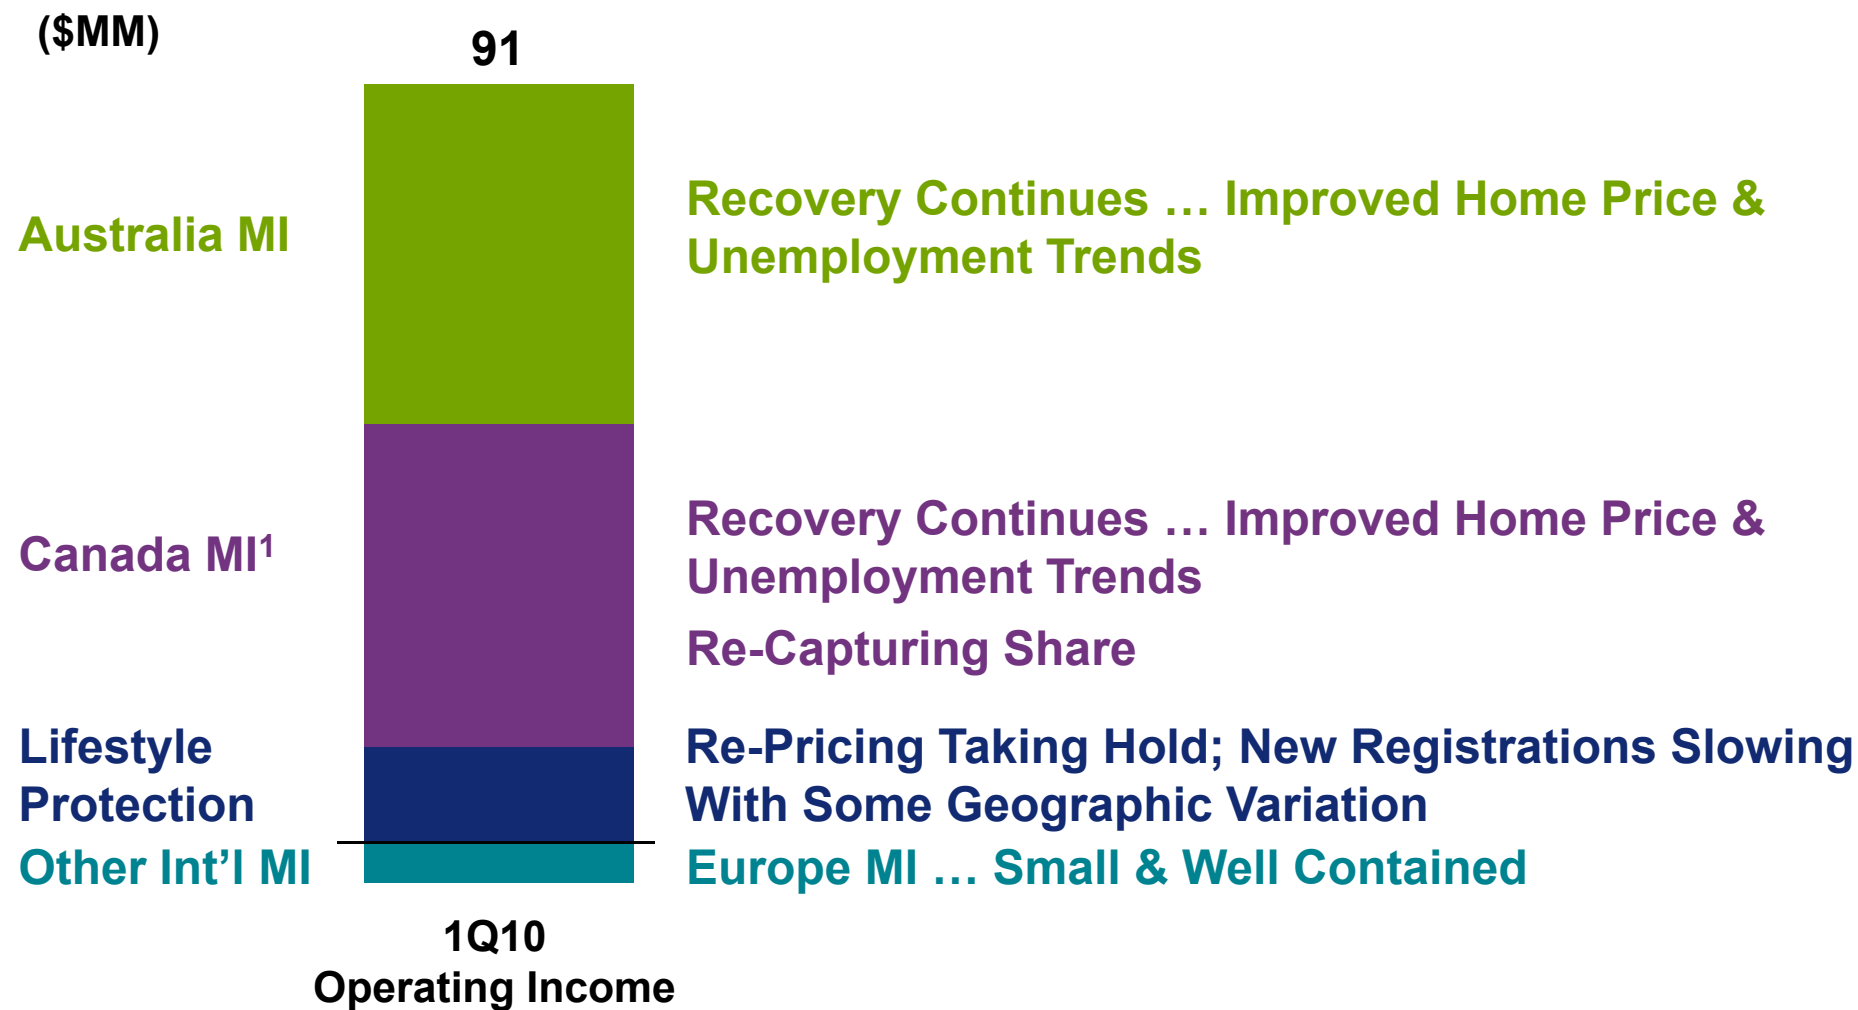 ($MM)
91
Australia MI
Recovery Continues … Improved Home Price &
Unemployment Trends
Canada MI¹
Recovery Continues … Improved Home Price &
Unemployment Trends
Re-Capturing Share
Lifestyle
Protection
Re-Pricing Taking Hold; New Registrations Slowing
With Some Geographic Variation
Other Int’l MI
Europe MI … Small & Well Contained
1Q10
Operating Income